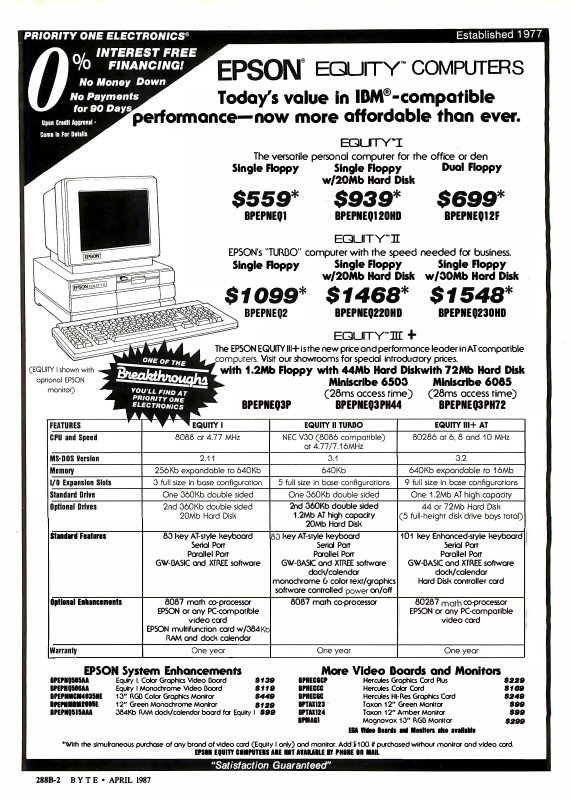 PRIORITY ONE ELECTRONICS®
Established 1977
0% INTEREST FREE
FINANCING!
No Money Down
No Payments
for 90 Days
Upon Credit Approval -
Come In For Details
EPSON® EQUITY™ COMPUTERS
Today's value in IBM®-compatible
performance—now more affordable than ever.
EQUITY™I
The versatile personal computer for the office or den
Single Floppy Single Floppy w/20Mb Hard Disk Dual Floppy
$559* $939* $699*
BPEPNEQ1 BPEPNEQ120HD BPEPNEQ12F
EQUITY™II
EPSON's "TURBO" computer with the speed needed for business.
Single Floppy Single Floppy w/20Mb Hard Disk Single Floppy w/30Mb Hard Disk
$1099* $1468* $1548*
BPEPNEQ2 BPEPNEQ220HD BPEPNEQ230HD
EQUITY™III +
The EPSON EQUITY III+ is the new price and performance leader in AT compatible
computers. Visit our showrooms for special introductory prices.
with 1.2Mb Floppy with 44Mb Hard Disk with 72Mb Hard Disk
Miniscribe 6503 Miniscribe 6085
(28ms access time) (28ms access time)
BPEPNEQ3P BPEPNEQ3PH44 BPEPNEQ3PH72
EPSON
EPSON
(EQUITY I shown with
optional EPSON
monitor)
ONE OF THE
Breakthroughs
YOU'LL FIND AT
PRIORITY ONE
ELECTRONICS
FEATURES EQUITY I EQUITY II TURBO EQUITY III+ AT
CPU and Speed 8088 at 4.77 MHz NEC V30 (8086 compatible) at 4.77/7.16MHz 80286 at 6, 8 and 10 MHz
MS-DOS Version 2.11 3.1 3.2
Memory 256Kb expandable to 640Kb 640Kb 640Kb expandable to 16Mb
I/O Expansion Slots 3 full size in base configuration 5 full size in base configurations 9 full size in base configurations
Standard Drive One 360Kb double sided One 360Kb double sided One 1.2Mb AT high capacity
Optional Drives
2nd 360Kb double sided
20Mb Hard Disk
2nd 360Kb double sided
1.2Mb AT high capacity
20Mb Hard Disk
44 or 72Mb Hard Disk
(5 full-height disk drive bays total)
Standard Features
83 key AT-style keyboard
Serial Port
Parallel Port
GW-BASIC and XTREE software
83 key AT-style keyboard
Serial Port
Parallel Port
GW-BASIC and XTREE software
clock/calendar
monochrome & color text/graphics
software controlled power on/off
101 key Enhanced-style keyboard
Serial Port
Parallel Port
GW-BASIC and XTREE software
clock/calendar
Hard Disk controller card
Optional Enhancements
8087 math co-processor
EPSON or any PC-compatible
video card
EPSON multifunction card w/384Kb
RAM and clock calendar
8087 math co-processor
80287 math co-processor
EPSON or any PC-compatible
video card
Warranty One year One year One year
EPSON System Enhancements
BPEPNQ505AA Equity I Color Graphics Video Board $139
BPEPNQ506AA Equity I Monochrome Video Board $119
13" RGB Color Graphics Monitor $449
12" Green Monochrome Monitor $129
BPEPNQ515AAA 384Kb RAM clock/calendar board for Equity I $99
More Video Boards and Monitors
BPHECGCP Hercules Graphics Card Plus $229
BPHECCC Hercules Color Card $169
BPHECGC Hercules Hi-Res Graphics Card $249
BPTAX123 Taxan 12" Green Monitor $99
BPTAX124 Taxan 12" Amber Monitor $99
BPMAG1 Magnavox 13" RGB Monitor $299
EGA Video Boards and Monitors also available
*With the simultaneous purchase of any brand of video card (Equity I only) and monitor. Add $100 if purchased without monitor and video card.
EPSON EQUITY COMPUTERS ARE NOT AVAILABLE BY PHONE OR MAIL
"Satisfaction Guaranteed"
288B-2 BYTE • APRIL 1987